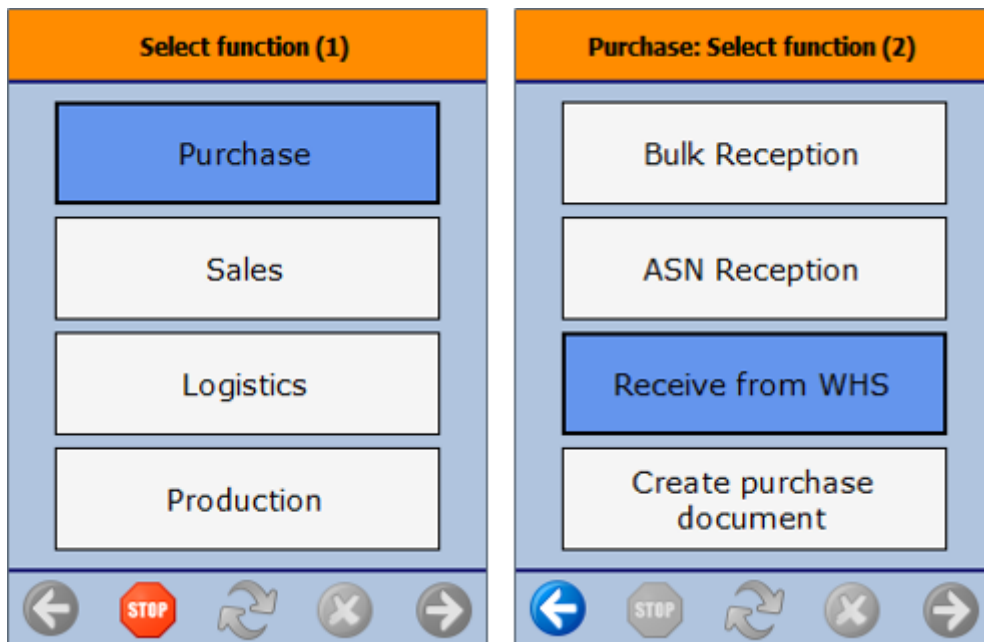 Select function (1)
Purchase
Sales
Logistics
Production
STOP
Purchase: Select function (2)
Bulk Reception
ASN Reception
Receive from WHS
Create purchase
document
STOP